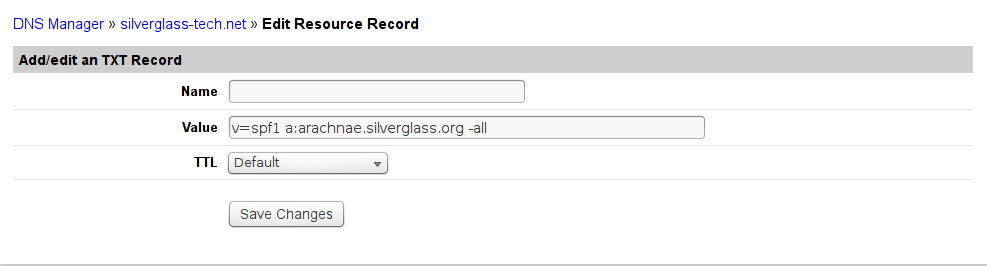 DNS Manager » silverglass-tech.net » Edit Resource Record
Add/edit an TXT Record
Name
Value v=spf1 a:arachnae.silverglass.org -all
TTL Default
Save Changes